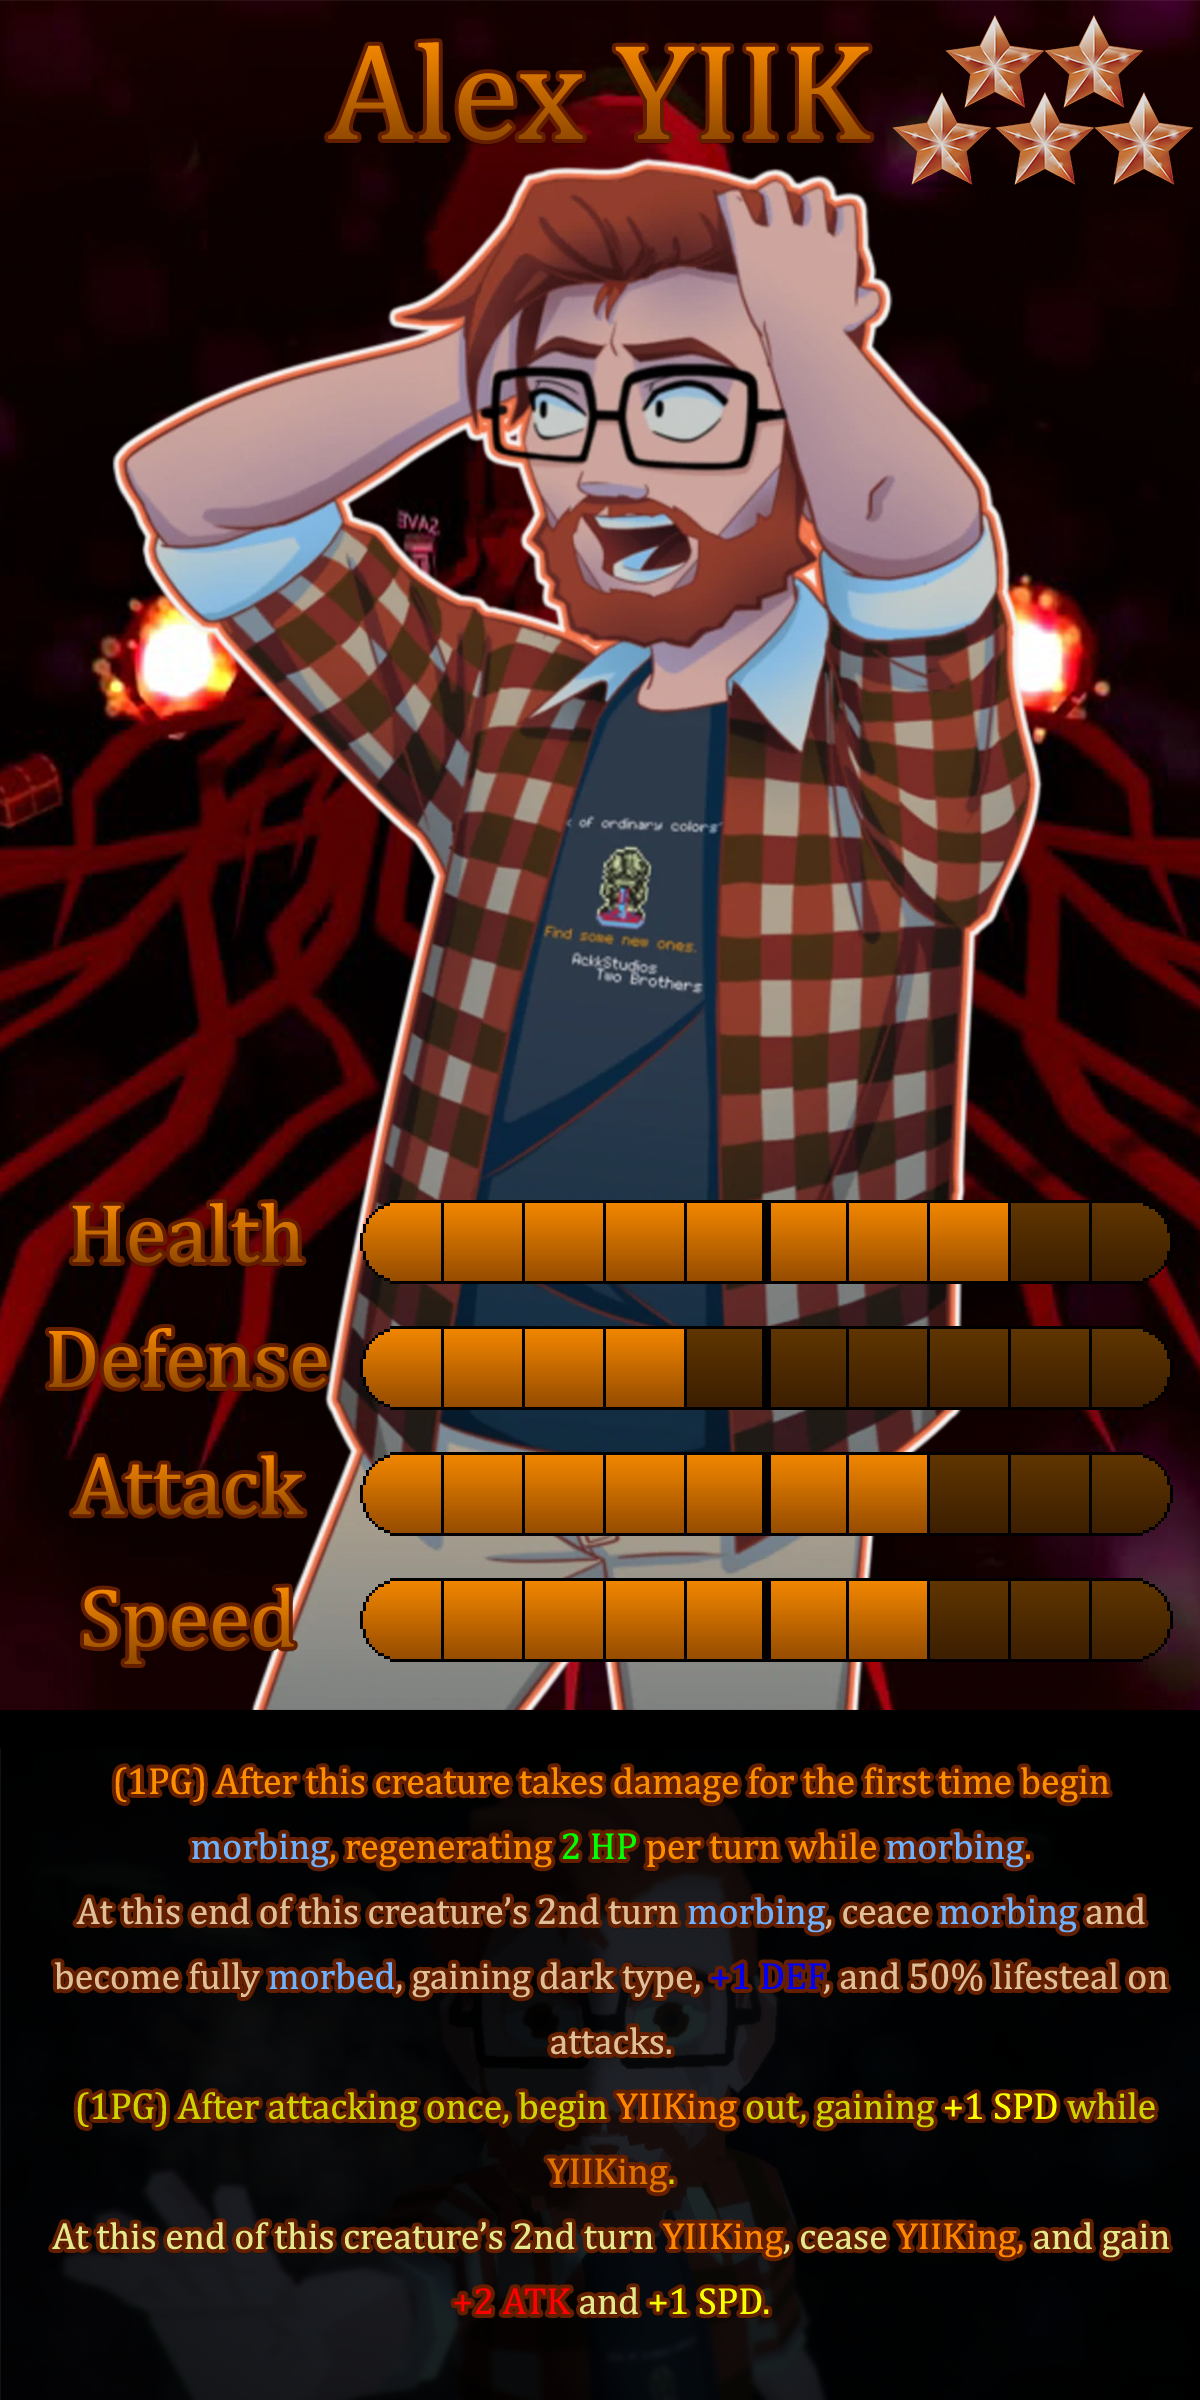 Alex YIIK
SAVE
< of ordinary colors"
Find some new ones.
AckkStudios
Two Brothers
Health
Defense
Attack
Speed
(1PG) After this creature takes damage for the first time begin
morbing, regenerating 2 HP per turn while morbing.
At this end of this creature's 2nd turn morbing, ceace morbing and
become fully morbed, gaining dark type, +1 DEF, and 50% lifesteal on
attacks.
(1PG) After attacking once, begin YIIKing out, gaining +1 SPD while
YIIKing.
At this end of this creature's 2nd turn YIIKing, cease YIIKing, and gain
+2 ATK and +1 SPD.